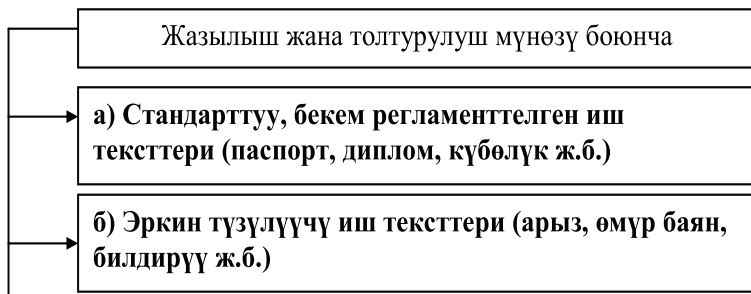 Жазылыш жана толтурулуш мүнөзү боюнча
а) Стандарттуу, бекем регламенттелген иш
тексттери (паспорт, диплом, күбөлүк ж.б.)
б) Эркин түзүлүүчү иш тексттери (арыз, өмүр баян,
билдирүү ж.б.)